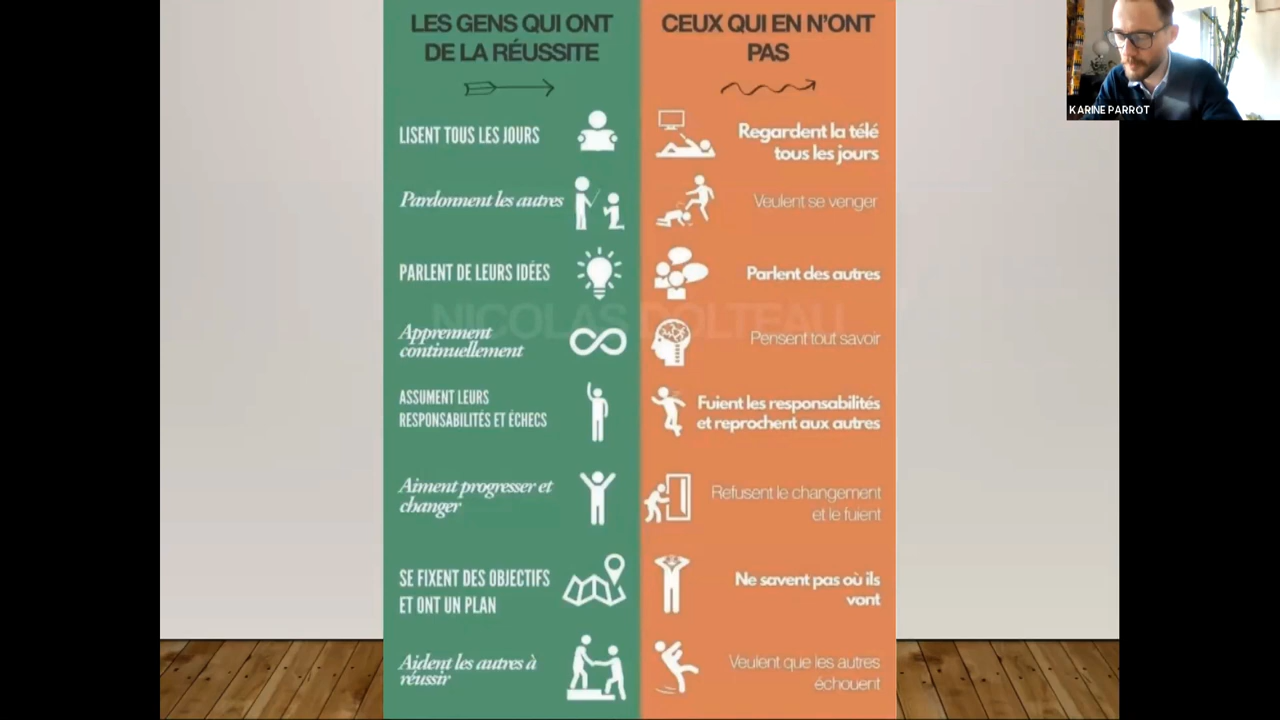 LES GENS QUI ONT
DE LA RÉUSSITE
LISENT TOUS LES JOURS
Pardonnent les autres
PARLENT DE LEURS IDÉES
Apprennent
continuellement
ASSUMENT LEURS
RESPONSABILITÉS ET ÉCHECS
Aiment progresser et
changer
SE FIXENT DES OBJECTIFS
ET ONT UN PLAN
Aident les autres à
réussir
CEUX QUI EN N'ONT
PAS
Regardent la télé
tous les jours
Veulent se venger
Parlent des autres
Pensent tout savoir
Fuient les responsabilités
et reprochent aux autres
Refusent le changement
et le fuient
Ne savent pas où ils
vont
Veulent que les autres
échouent
NICOLAS DOLTEAU
KARINE PARROT